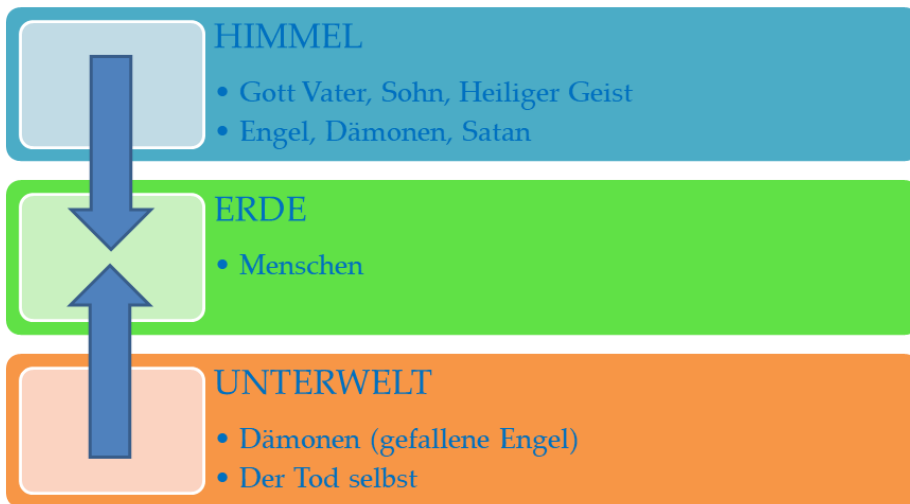 HIMMEL
• Gott Vater, Sohn, Heiliger Geist
• Engel, Dämonen, Satan
ERDE
• Menschen
UNTERWELT
• Dämonen (gefallene Engel)
• Der Tod selbst